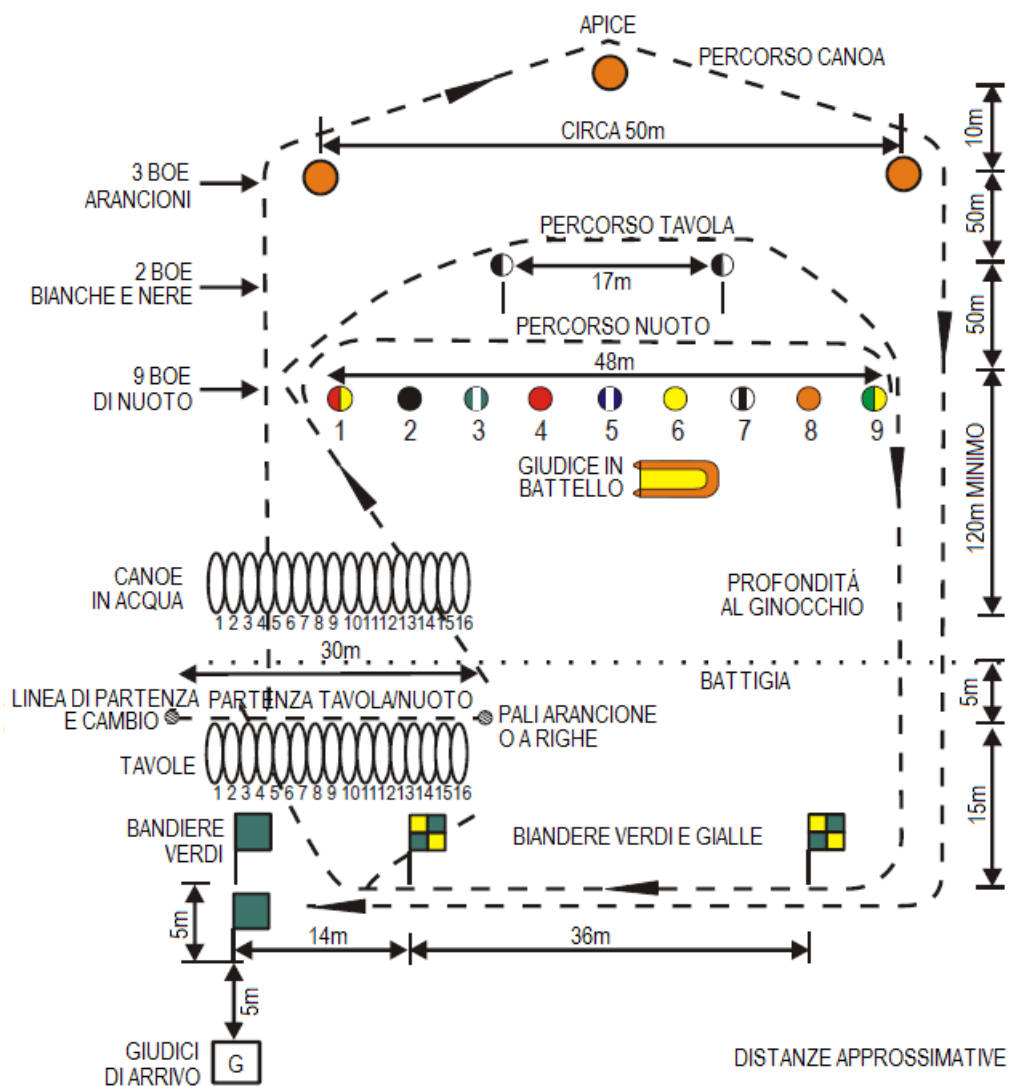 APICE
PERCORSO CANOA
CIRCA 50m
10m
3 BOE
ARANCIONI
50m
PERCORSO TAVOLA
2 BOE
BIANCHE E NERE
17m
50m
PERCORSO NUOTO
48m
9 BOE
DI NUOTO
1 2 3 4 5 6 7 8 9
GIUDICE IN
BATTELLO
120m MINIMO
CANOE
IN ACQUA
PROFONDITÁ
AL GINOCCHIO
1 2 3 4 5 6 7 8 9 10 11 12 13 14 15 16
30m
BATTIGIA
5m
LINEA DI PARTENZA
E CAMBIO
PARTENZA TAVOLA/NUOTO
PALI ARANCIONE
O A RIGHE
TAVOLE
1 2 3 4 5 6 7 8 9 10 11 12 13 14 15 16
15m
BANDIERE
VERDI
BIANDERE VERDI E GIALLE
5m
14m
36m
5m
GIUDICI
DI ARRIVO
G
DISTANZE APPROSSIMATIVE